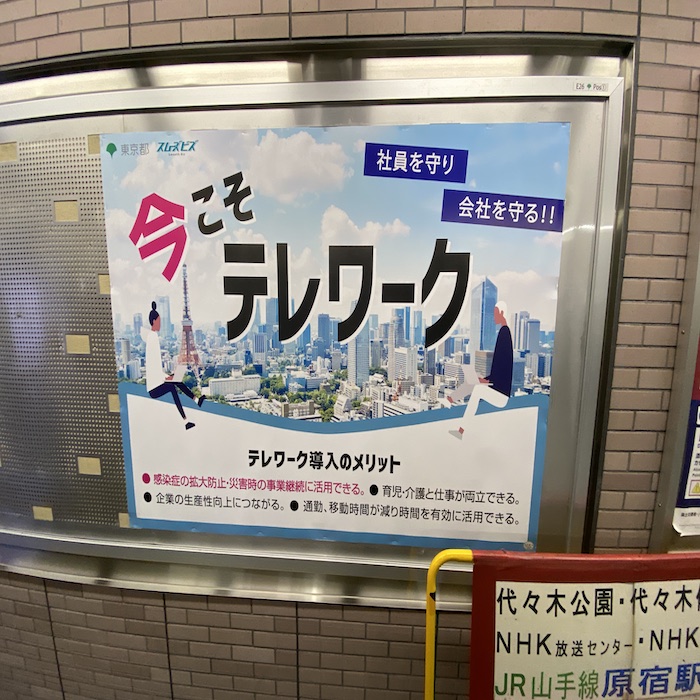 E26
東京都 スムーズビズ
社員を守り
会社を守る!!
今こそ
テレワーク
テレワーク導入のメリット
● 感染症の拡大防止・災害時の事業継続に活用できる。 ● 育児・介護と仕事が両立できる。
● 企業の生産性向上につながる。 ● 通勤、移動時間が減り時間を有効に活用できる。
代々木公園・代々木
NHK放送センター・NHK
JR山手線原宿駅